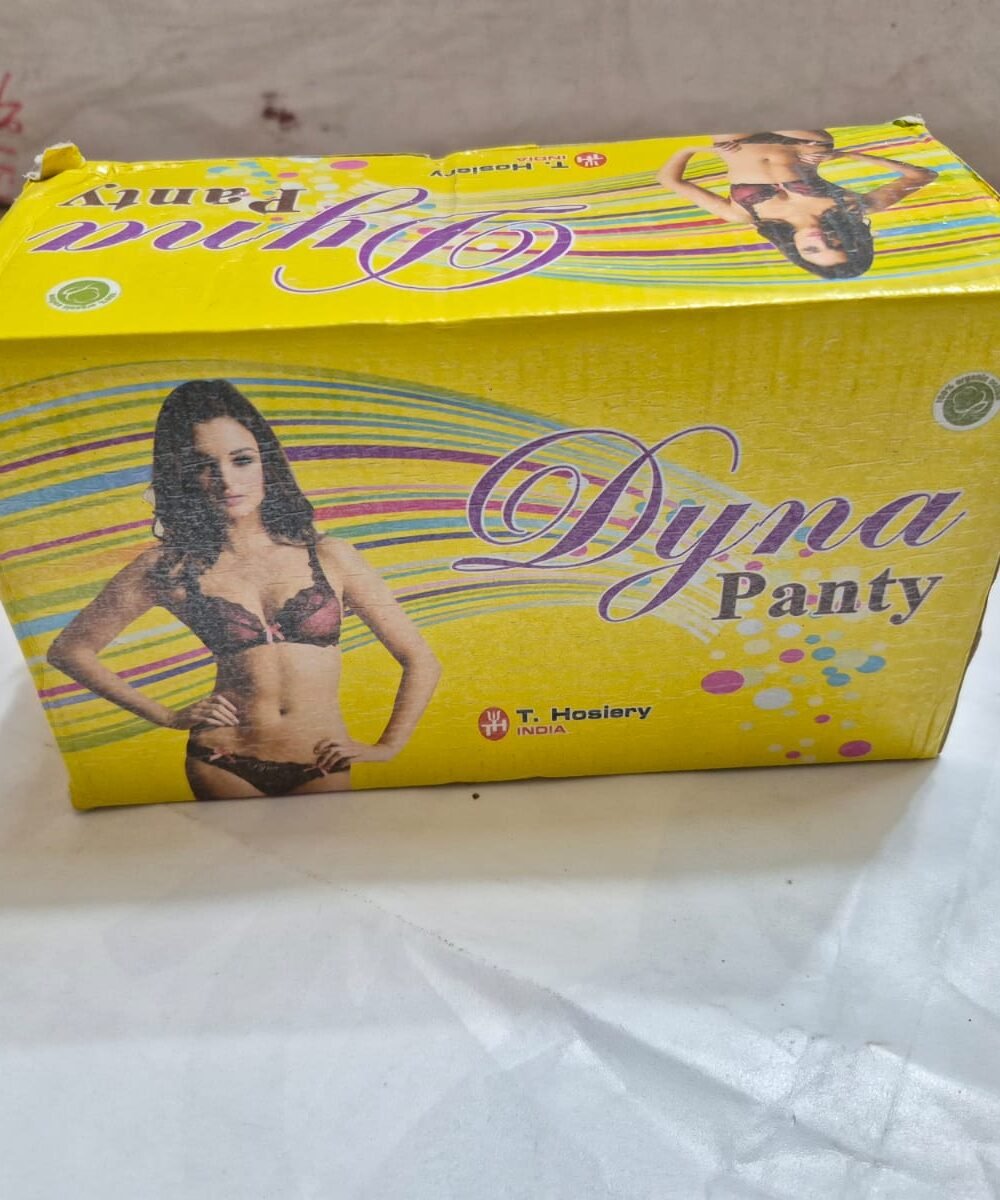 T. Hosiery
INDIA
Dyna
Panty
Dyna
Panty
T. Hosiery
INDIA